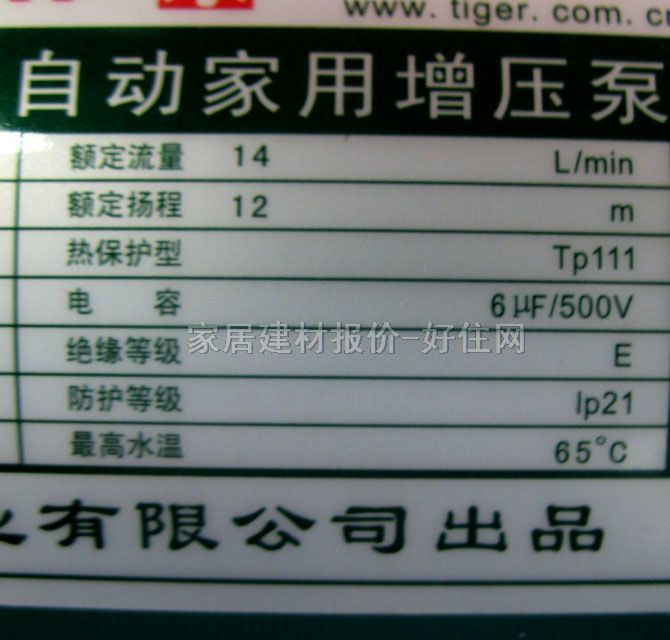 www.tiger.com.cn
自动家用增压泵
额定流量 14 L/min
额定扬程 12 m
热保护型 Tp111
电 容 6μF/500V
绝缘等级 E
防护等级 Ip21
最高水温 65°C
家居建材报价-好住网
业有限公司出品